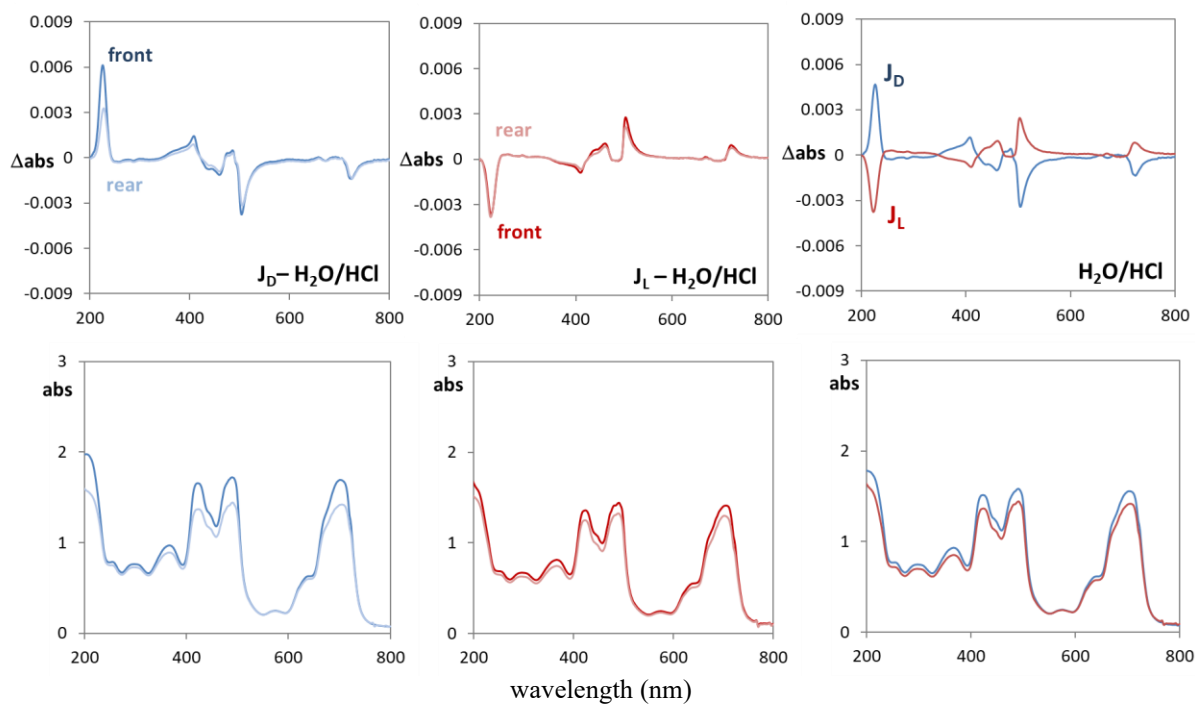 0.009
0.006
0.003
Δabs 0
-0.003
-0.006
-0.009
front
rear
J_D – H₂O/HCl
200 400 600 800
0.009
0.006
0.003
Δabs 0
-0.003
-0.006
-0.009
rear
front
J_L – H₂O/HCl
200 400 600 800
0.009
0.006
0.003
Δabs 0
-0.003
-0.006
-0.009
J_D
J_L
H₂O/HCl
200 400 600 800
3
abs
2
1
0
200 400 600 800
3
abs
2
1
0
200 400 600 800
3
abs
2
1
0
200 400 600 800
wavelength (nm)